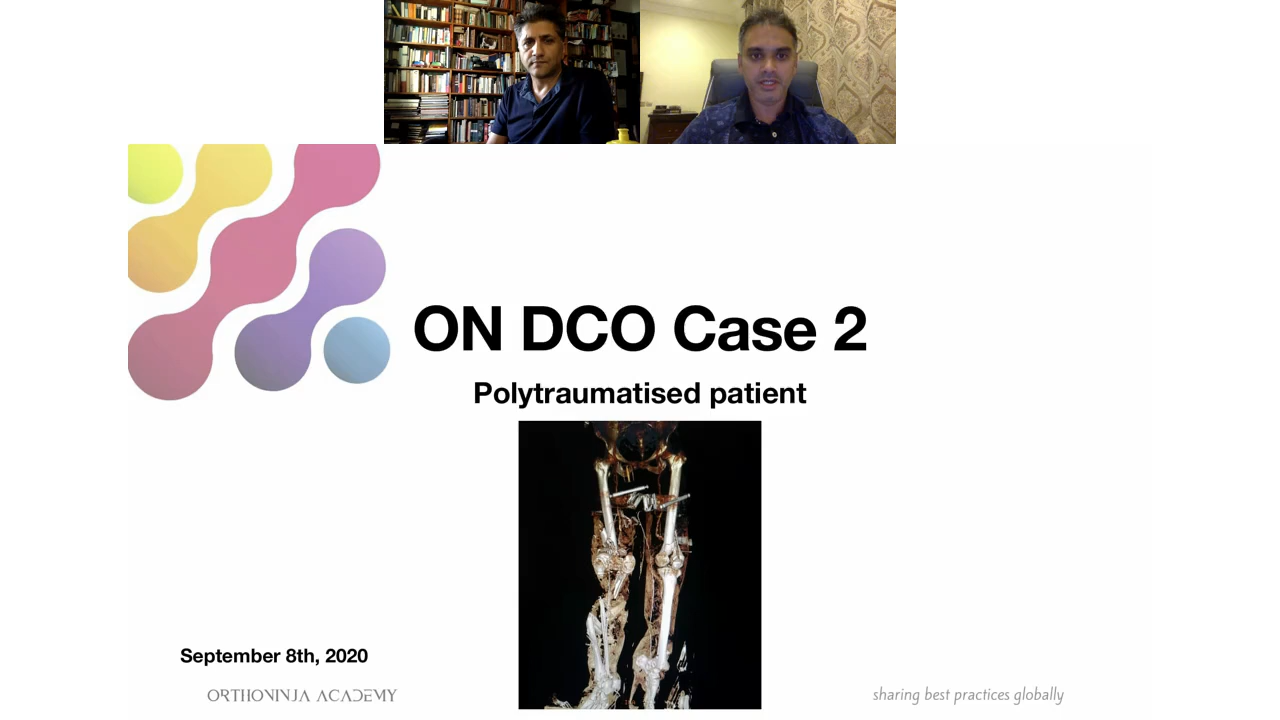 ON DCO Case 2
Polytraumatised patient
September 8th, 2020
ORTHONINJA ACADEMY
sharing best practices globally